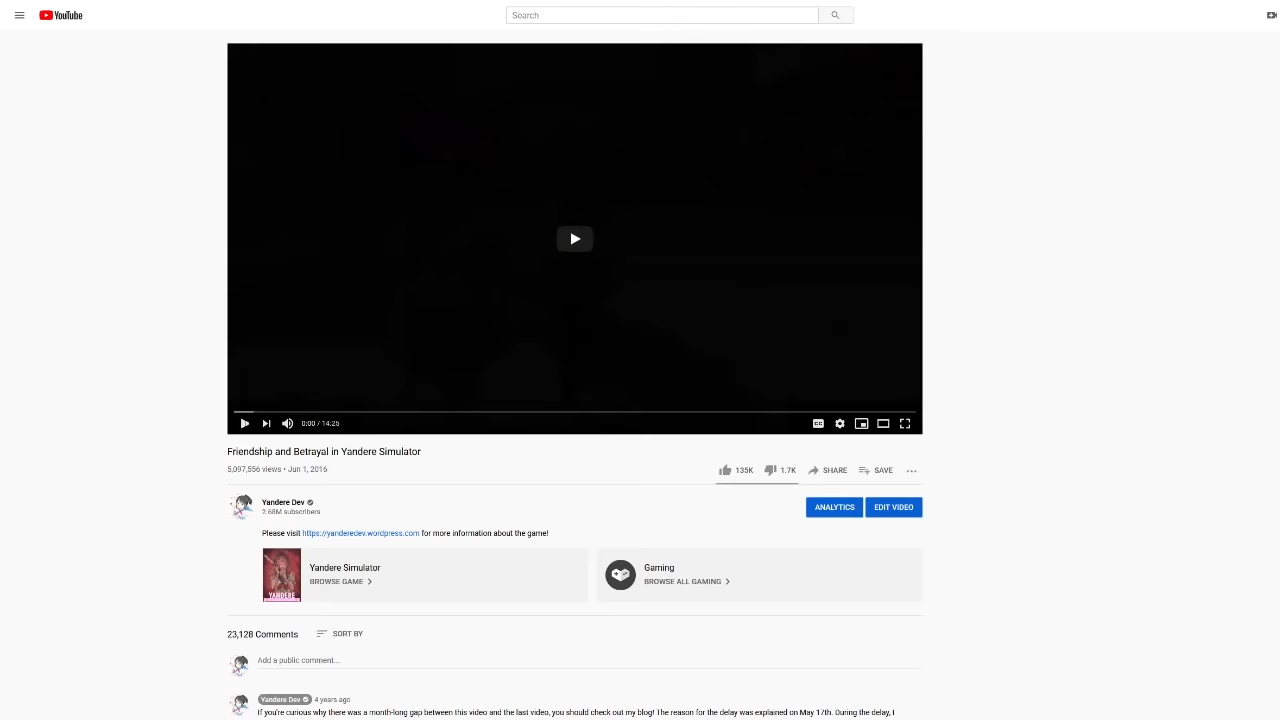 YouTube
Search
0:00 / 14:25
CC
Friendship and Betrayal in Yandere Simulator
5,097,556 views • Jun 1, 2016
135K
1.7K
SHARE
SAVE
Yandere Dev
2.68M subscribers
ANALYTICS
EDIT VIDEO
Please visit https://yanderedev.wordpress.com for more information about the game!
YANDERE
Yandere Simulator
BROWSE GAME
Gaming
BROWSE ALL GAMING
23,128 Comments
SORT BY
Add a public comment...
Yandere Dev 4 years ago
If you're curious why there was a month-long gap between this video and the last video, you should check out my blog! The reason for the delay was explained on May 17th. During the delay, I